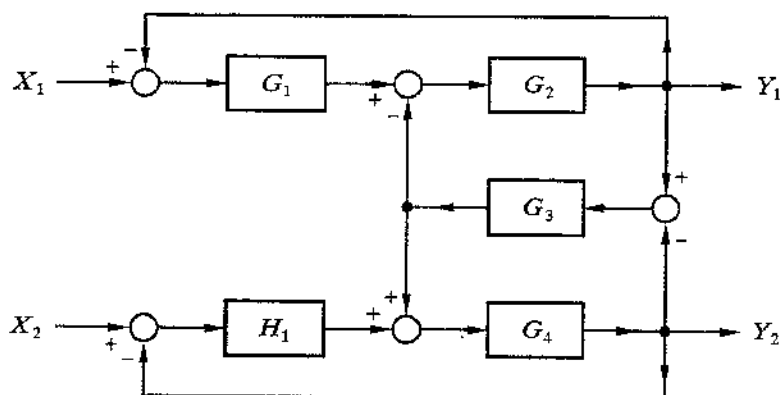 −
X₁ + G₁ + − G₂ Y₁
G₃ + −
+
X₂ + − H₁ + G₄ Y₂